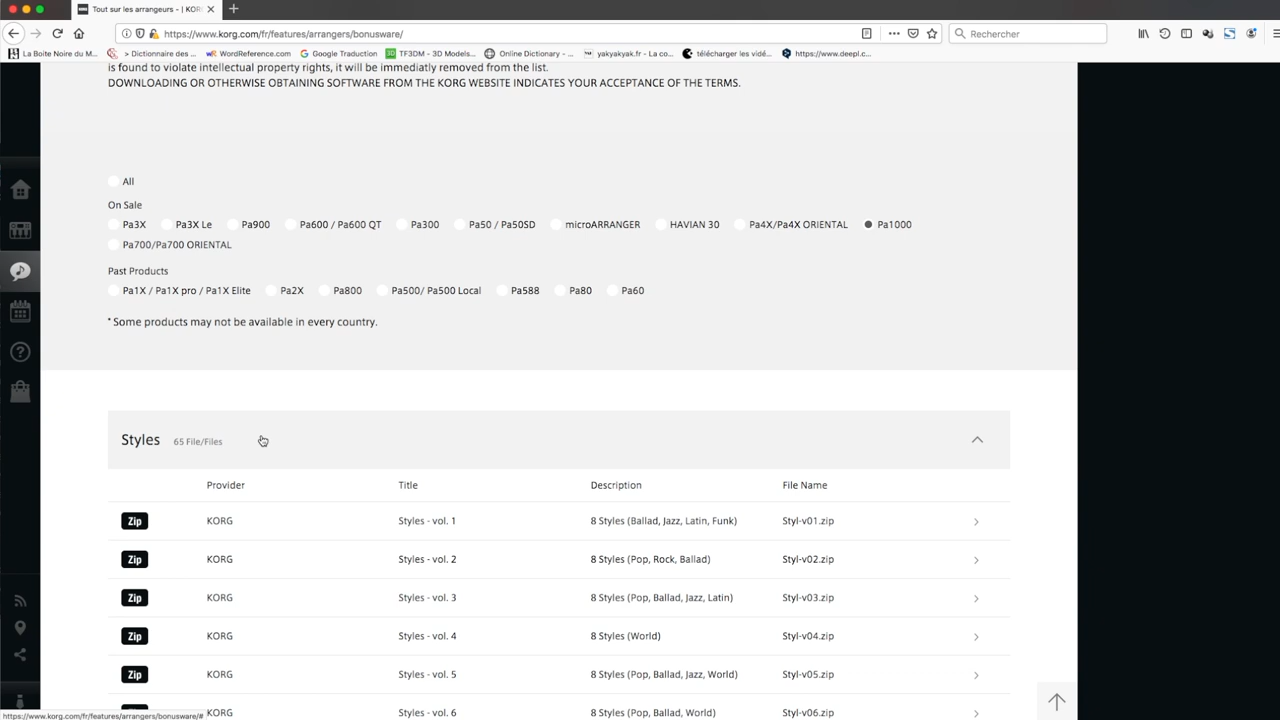 Tout sur les arrangeurs - | KORG
https://www.korg.com/fr/features/arrangers/bonusware/
Rechercher
La Boite Noire du M...
> Dictionnaire des ...
WordReference.com
Google Traduction
TF3DM - 3D Models...
Online Dictionary - ...
yakyakyak.fr - La co...
télécharger les vidé...
https://www.deepl.c...
is found to violate intellectual property rights, it will be immediatly removed from the list.
DOWNLOADING OR OTHERWISE OBTAINING SOFTWARE FROM THE KORG WEBSITE INDICATES YOUR ACCEPTANCE OF THE TERMS.
All
On Sale
Pa3X Pa3X Le Pa900 Pa600 / Pa600 QT Pa300 Pa50 / Pa50SD microARRANGER HAVIAN 30 Pa4X/Pa4X ORIENTAL Pa1000
Pa700/Pa700 ORIENTAL
Past Products
Pa1X / Pa1X pro / Pa1X Elite Pa2X Pa800 Pa500/ Pa500 Local Pa588 Pa80 Pa60
* Some products may not be available in every country.
Styles 65 File/Files
Provider Title Description File Name
Zip KORG Styles - vol. 1 8 Styles (Ballad, Jazz, Latin, Funk) Styl-v01.zip
Zip KORG Styles - vol. 2 8 Styles (Pop, Rock, Ballad) Styl-v02.zip
Zip KORG Styles - vol. 3 8 Styles (Pop, Ballad, Jazz, Latin) Styl-v03.zip
Zip KORG Styles - vol. 4 8 Styles (World) Styl-v04.zip
Zip KORG Styles - vol. 5 8 Styles (Pop, Ballad, Jazz, World) Styl-v05.zip
KORG Styles - vol. 6 8 Styles (Pop, Ballad, World) Styl-v06.zip
https://www.korg.com/fr/features/arrangers/bonusware/#